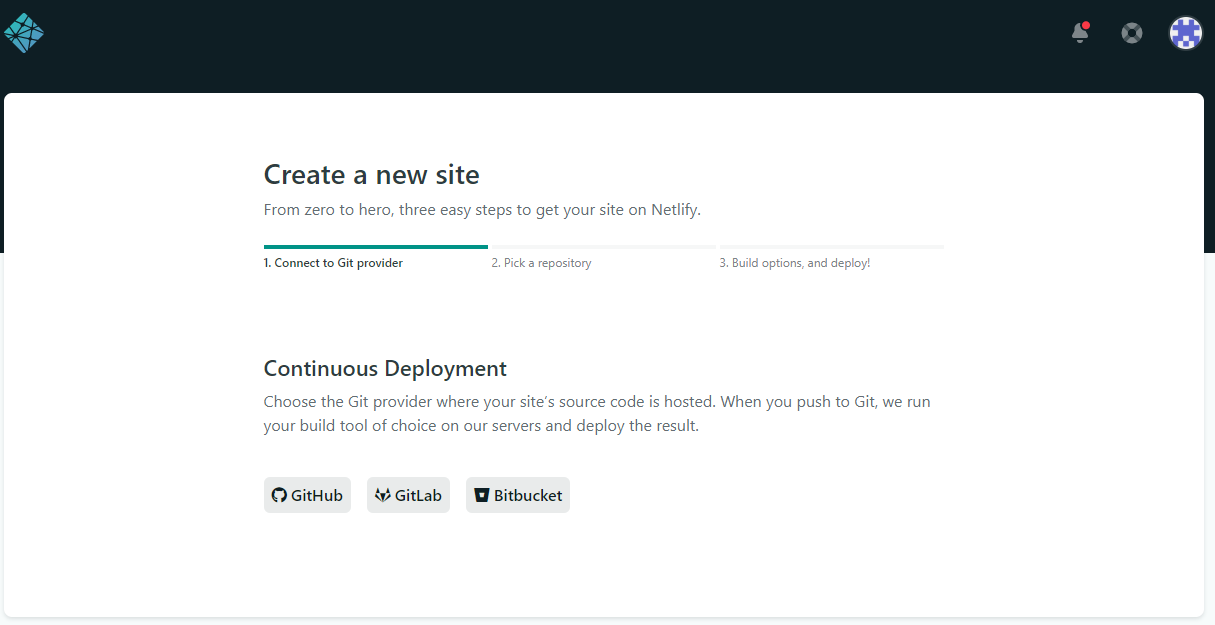 Create a new site
From zero to hero, three easy steps to get your site on Netlify.
1. Connect to Git provider
2. Pick a repository
3. Build options, and deploy!
Continuous Deployment
Choose the Git provider where your site's source code is hosted. When you push to Git, we run
your build tool of choice on our servers and deploy the result.
GitHub
GitLab
Bitbucket